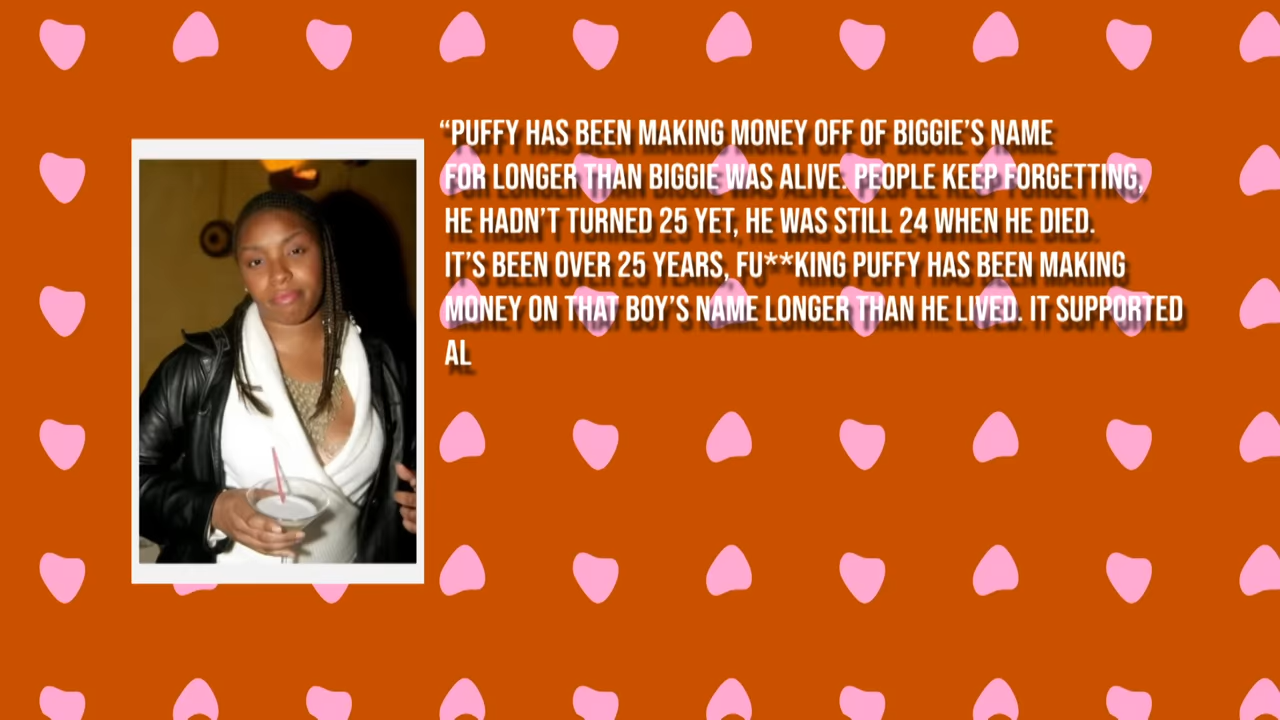 “PUFFY HAS BEEN MAKING MONEY OFF OF BIGGIE’S NAME
FOR LONGER THAN BIGGIE WAS ALIVE. PEOPLE KEEP FORGETTING,
HE HADN’T TURNED 25 YET, HE WAS STILL 24 WHEN HE DIED.
IT’S BEEN OVER 25 YEARS, FU**KING PUFFY HAS BEEN MAKING
MONEY ON THAT BOY’S NAME LONGER THAN HE LIVED. IT SUPPORTED
AL